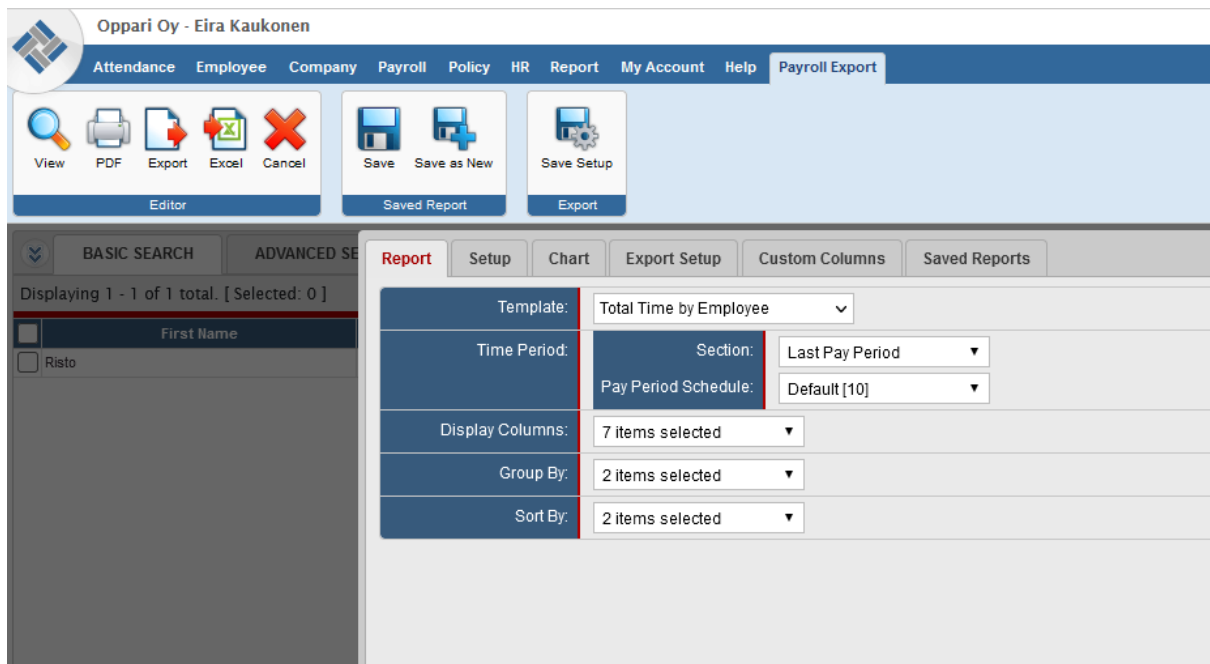 Oppari Oy - Eira Kaukonen
Attendance Employee Company Payroll Policy HR Report My Account Help Payroll Export
View PDF Export Excel Cancel Save Save as New Save Setup
Editor Saved Report Export
BASIC SEARCH ADVANCED SE
Report Setup Chart Export Setup Custom Columns Saved Reports
Displaying 1 - 1 of 1 total. [ Selected: 0 ]
First Name
Risto
Template: Total Time by Employee
Time Period: Section: Last Pay Period
Pay Period Schedule: Default [10]
Display Columns: 7 items selected
Group By: 2 items selected
Sort By: 2 items selected